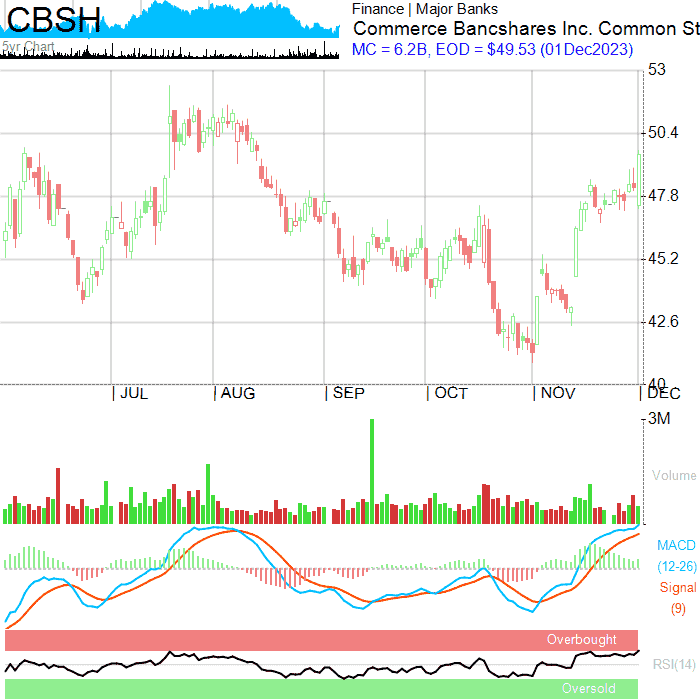 CBSH
5yr Chart
Finance | Major Banks
Commerce Bancshares Inc. Common St
MC = 6.2B, EOD = $49.53 (01Dec2023)
53
50.4
47.8
45.2
42.6
40
JUL
AUG
SEP
OCT
NOV
DEC
3M
Volume
MACD
(12-26)
Signal
(9)
Overbought
RSI(14)
Oversold